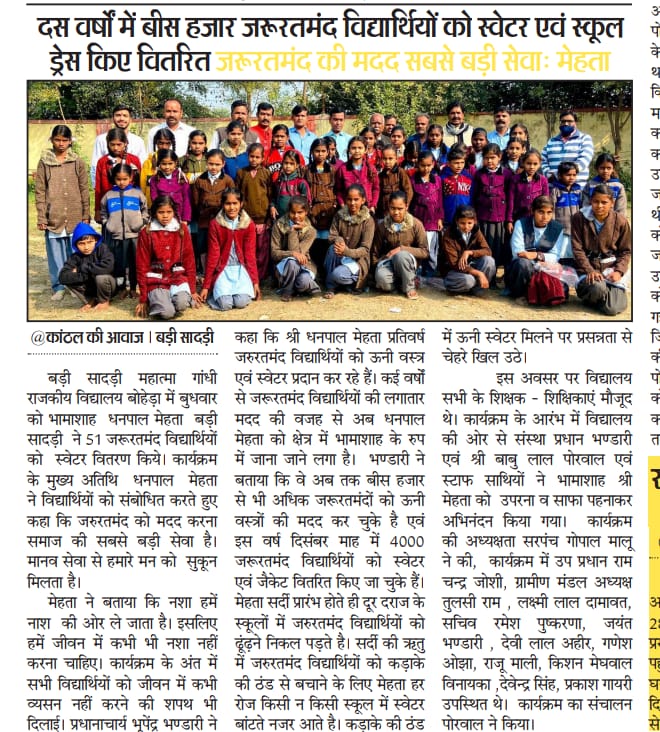 दस वर्षों में बीस हजार जरूरतमंद विद्यार्थियों को स्वेटर एवं स्कूल
ड्रेस किए वितरित जरूरतमंद की मदद सबसे बड़ी सेवाः मेहता
@कांठल की आवाज। बड़ी सादड़ी
बड़ी सादड़ी महात्मा गांधी
राजकीय विद्यालय बोहेड़ा में बुधवार
को भामाशाह धनपाल मेहता बड़ी
सादड़ी ने 51 जरूरतमंद विद्यार्थियों
को स्वेटर वितरण किये। कार्यक्रम
के मुख्य अतिथि धनपाल मेहता
ने विद्यार्थियों को संबोधित करते हुए
कहा कि जरुरतमंद को मदद करना
समाज की सबसे बड़ी सेवा है।
मानव सेवा से हमारे मन को सुकून
मिलता है।
मेहता ने बताया कि नशा हमें
नाश की ओर ले जाता है। इसलिए
हमें जीवन में कभी भी नशा नहीं
करना चाहिए। कार्यक्रम के अंत में
सभी विद्यार्थियों को जीवन में कभी
व्यसन नहीं करने की शपथ भी
दिलाई। प्रधानाचार्य भूपेंद्र भण्डारी ने
कहा कि श्री धनपाल मेहता प्रतिवर्ष
जरुरतमंद विद्यार्थियों को ऊनी वस्त्र
एवं स्वेटर प्रदान कर रहे हैं। कई वर्षों
से जरूरतमंद विद्यार्थियों की लगातार
मदद की वजह से अब धनपाल
मेहता को क्षेत्र में भामाशाह के रुप
में जाना जाने लगा है। भण्डारी ने
बताया कि वे अब तक बीस हजार
से भी अधिक जरूरतमंदों को ऊनी
वस्त्रों की मदद कर चुके है एवं
इस वर्ष दिसंबर माह में 4000
जरूरतमंद विद्यार्थियों को स्वेटर
एवं जैकेट वितरित किए जा चुके हैं।
मेहता सर्दी प्रारंभ होते ही दूर दराज के
स्कूलों में जरुरतमंद विद्यार्थियों को
ढूंढ़ने निकल पड़ते है। सर्दी की ऋतु
में जरुरतमंद विद्यार्थियों को कड़ाके
की ठंड से बचाने के लिए मेहता हर
रोज किसी न किसी स्कूल में स्वेटर
बांटते नजर आते है। कड़ाके की ठंड
में ऊनी स्वेटर मिलने पर प्रसन्नता से
चेहरे खिल उठे।
इस अवसर पर विद्यालय
सभी के शिक्षक - शिक्षिकाएं मौजूद
थे। कार्यक्रम के आरंभ में विद्यालय
की ओर से संस्था प्रधान भण्डारी
एवं श्री बाबु लाल पोरवाल एवं
स्टाफ साथियों ने भामाशाह श्री
मेहता को उपरना व साफा पहनाकर
अभिनंदन किया गया। कार्यक्रम
की अध्यक्षता सरपंच गोपाल मालू
ने की, कार्यक्रम में उप प्रधान राम
चन्द्र जोशी, ग्रामीण मंडल अध्यक्ष
तुलसी राम , लक्ष्मी लाल दामावत,
सचिव रमेश पुष्करणा, जयंत
भण्डारी , देवी लाल अहीर, गणेश
ओझा, राजू माली, किशन मेघवाल
विनायका ,देवेन्द्र सिंह, प्रकाश गायरी
उपस्थित थे। कार्यक्रम का संचालन
पोरवाल ने किया।